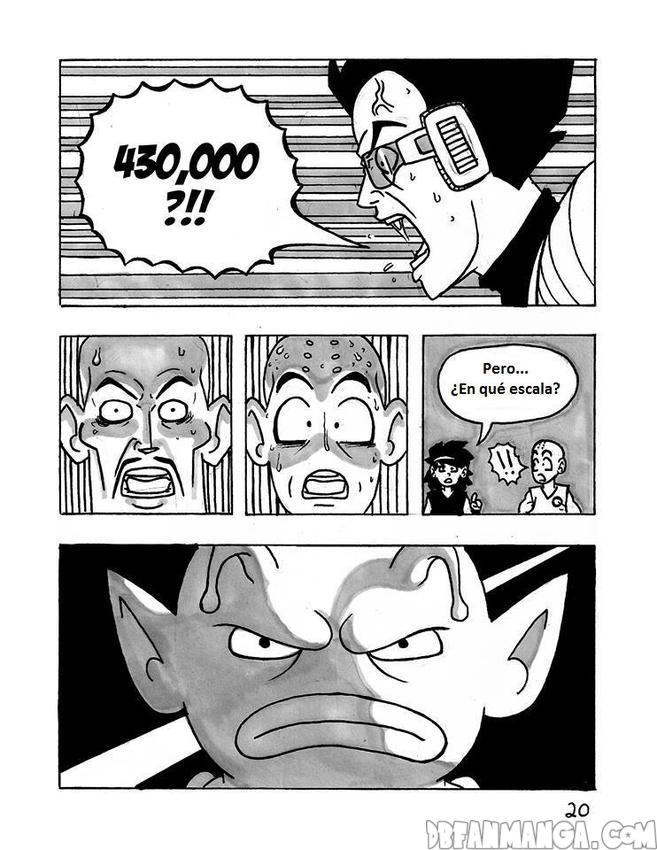 430,000
?!!
Pero...
¿En qué escala?
!!
20
DBFANMANGA.COM